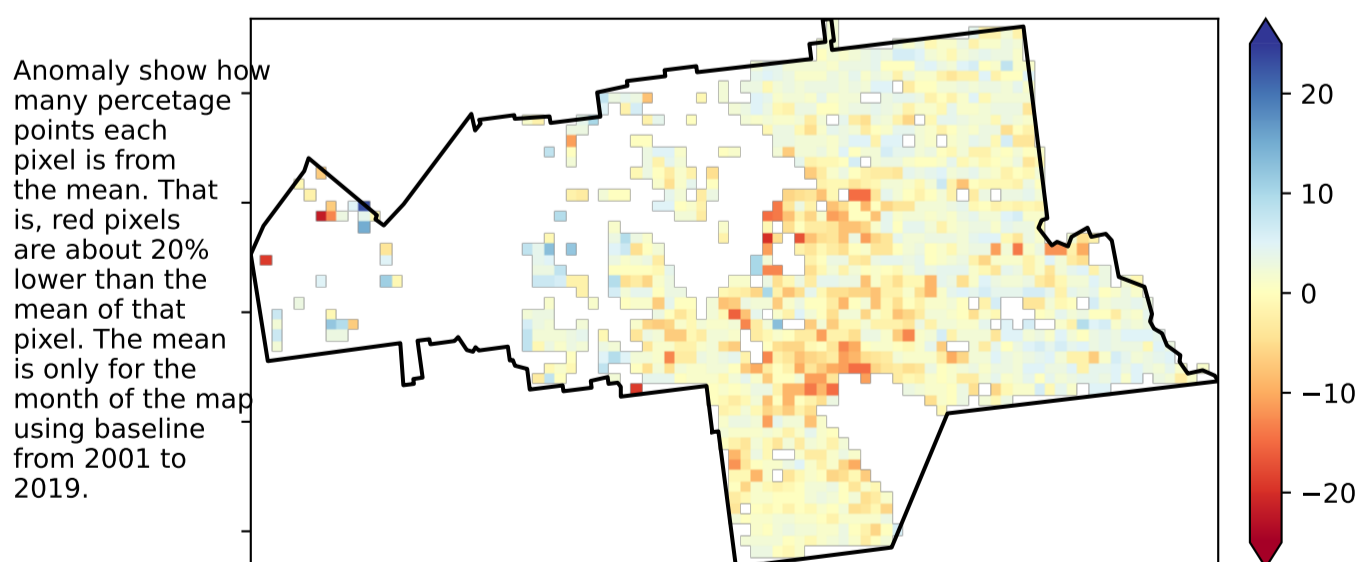 Anomaly show how
many percetage
points each
pixel is from
the mean. That
is, red pixels
are about 20%
lower than the
mean of that
pixel. The mean
is only for the
month of the map
using baseline
from 2001 to
2019.
20
10
0
−10
−20